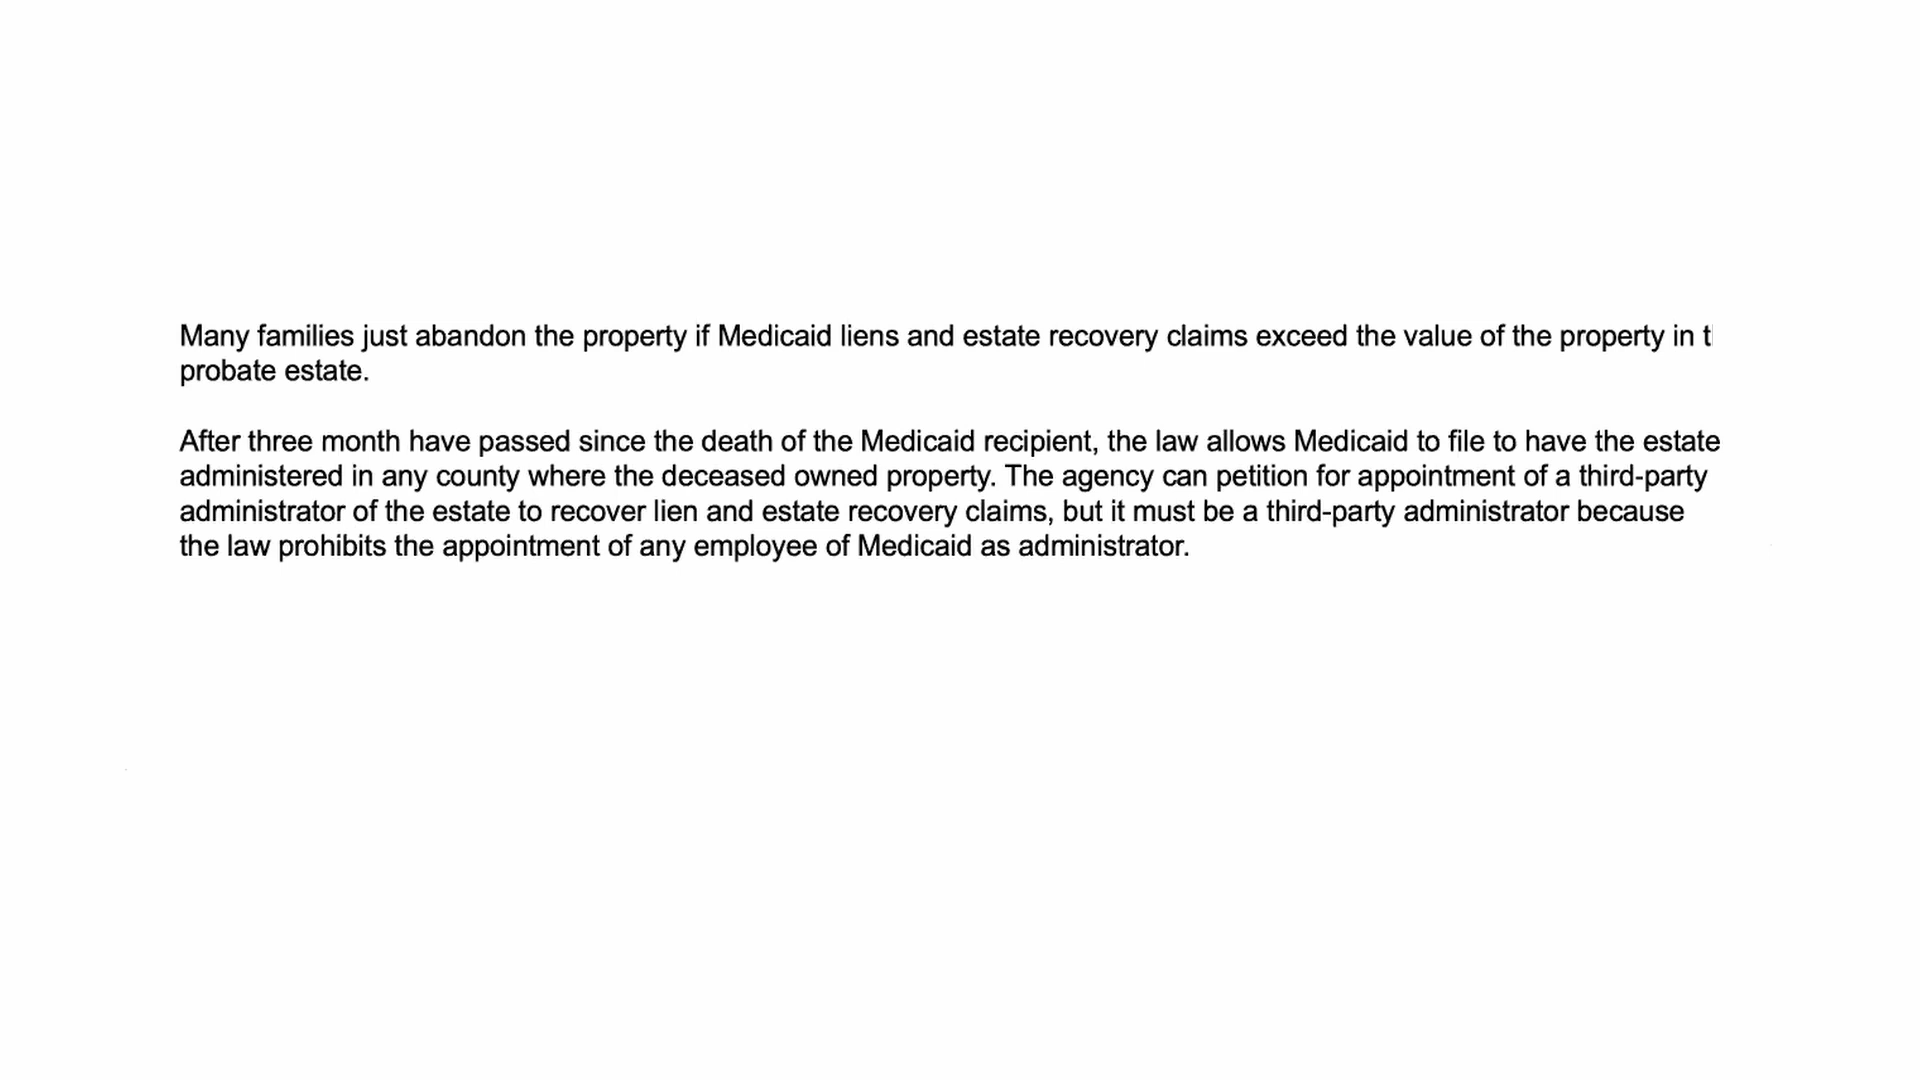 Many families just abandon the property if Medicaid liens and estate recovery claims exceed the value of the property in
probate estate.
After three month have passed since the death of the Medicaid recipient, the law allows Medicaid to file to have the estate
administered in any county where the deceased owned property. The agency can petition for appointment of a third-party
administrator of the estate to recover lien and estate recovery claims, but it must be a third-party administrator because
the law prohibits the appointment of any employee of Medicaid as administrator.